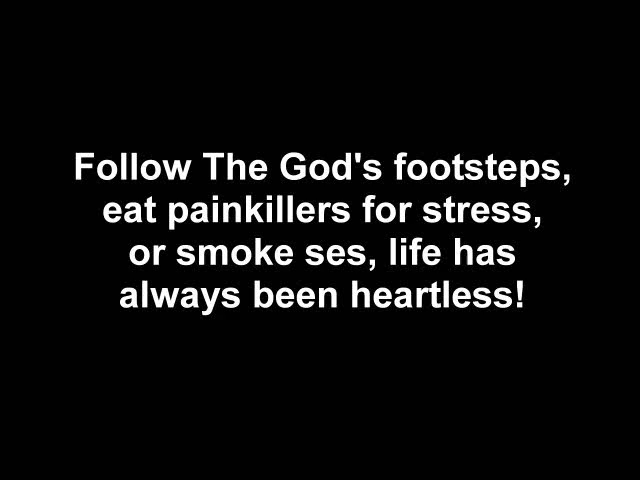 Follow The God's footsteps,
eat painkillers for stress,
or smoke ses, life has
always been heartless!